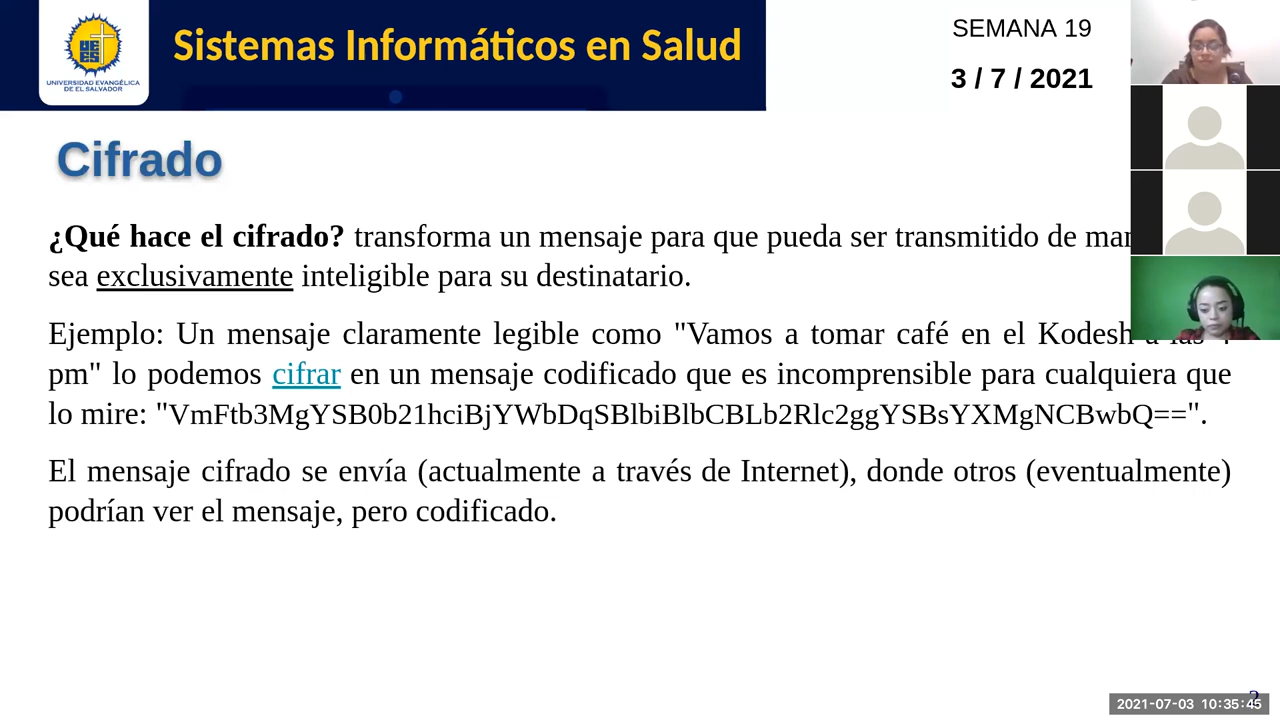 UNIVERSIDAD EVANGÉLICA
DE EL SALVADOR
Sistemas Informáticos en Salud
SEMANA 19
3 / 7 / 2021
Cifrado
¿Qué hace el cifrado? transforma un mensaje para que pueda ser transmitido de
sea exclusivamente inteligible para su destinatario.
Ejemplo: Un mensaje claramente legible como "Vamos a tomar café en el Kodesh
pm" lo podemos cifrar en un mensaje codificado que es incomprensible para cualquiera que
lo mire: "VmFtb3MgYSB0b21hciBjYWbDqSBlbiBlbCBLb2Rlc2ggYSBsYXMgNCBwbQ==".
El mensaje cifrado se envía (actualmente a través de Internet), donde otros (eventualmente)
podrían ver el mensaje, pero codificado.
2021-07-03 10:35:45